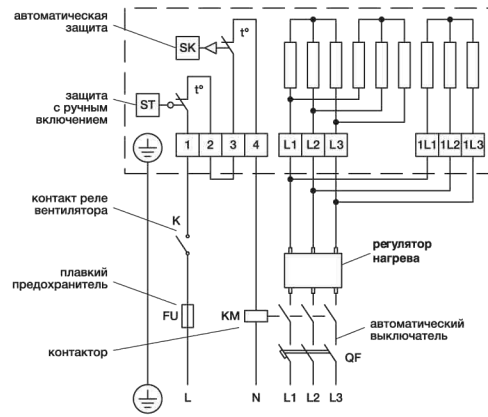 автоматическая
защита
SK
t°
защита
с ручным
включением
ST
t°
1 2 3 4 L1 L2 L3 1L1 1L2 1L3
контакт реле
вентилятора
K
плавкий
предохранитель
FU
KM
контактор
регулятор
нагрева
автоматический
выключатель
QF
L N L1 L2 L3